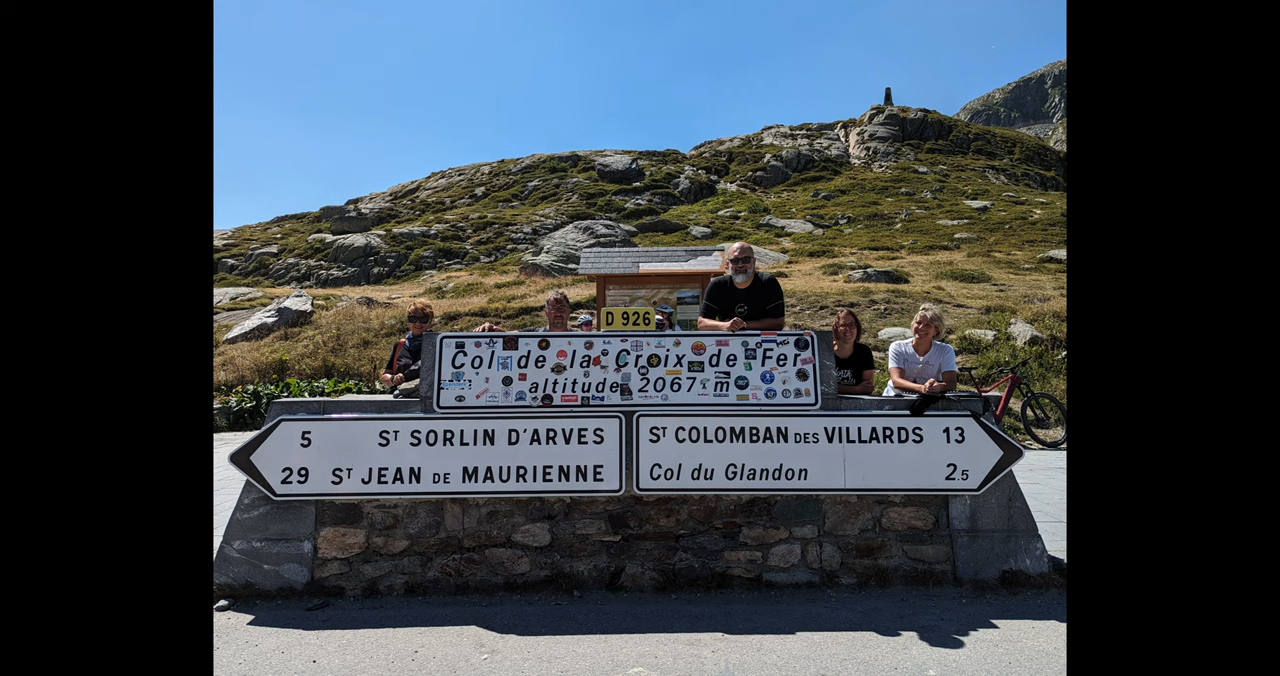 D 926
Col de la Croix de Fer
altitude 2067 m
5 ST SORLIN D'ARVES
29 ST JEAN DE MAURIENNE
ST COLOMBAN DES VILLARDS 13
Col du Glandon 2.5